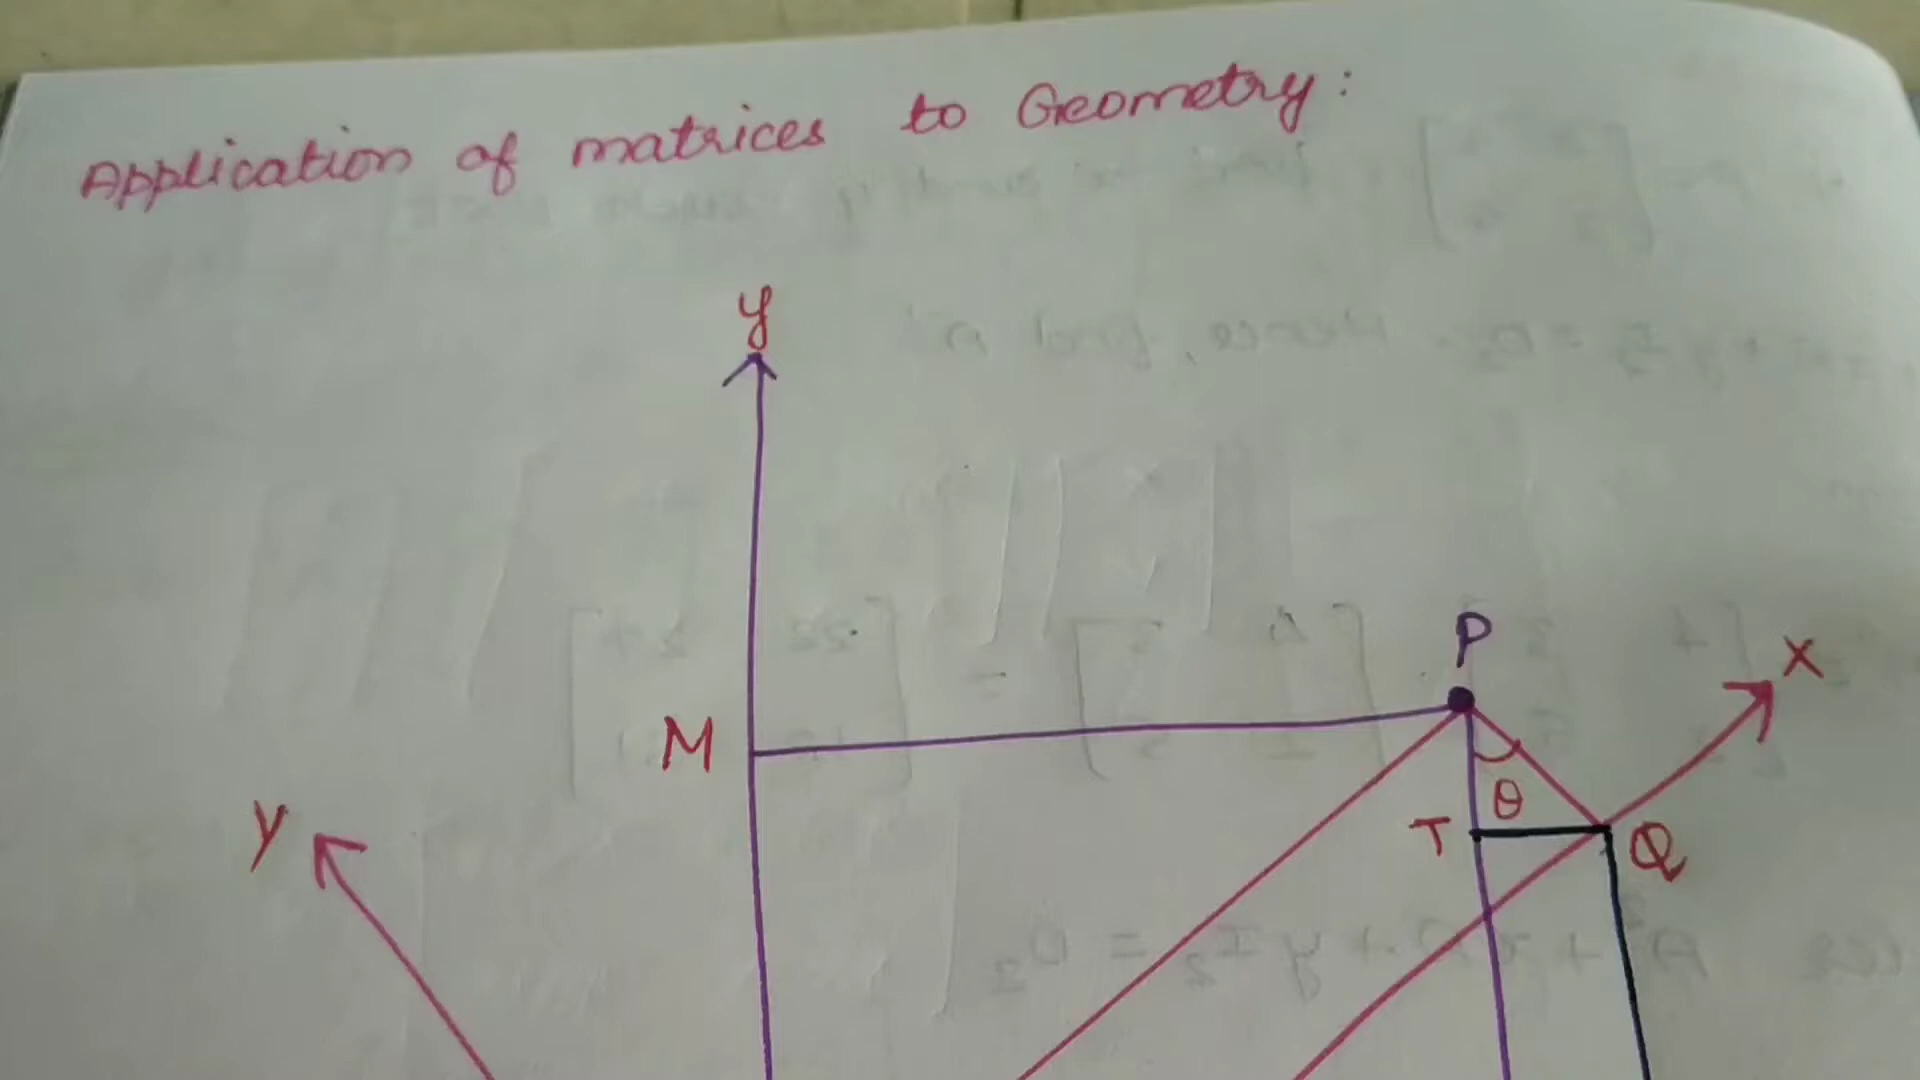 Application of matrices to Geometry:
y
P
X
M
Y
θ
T
Q